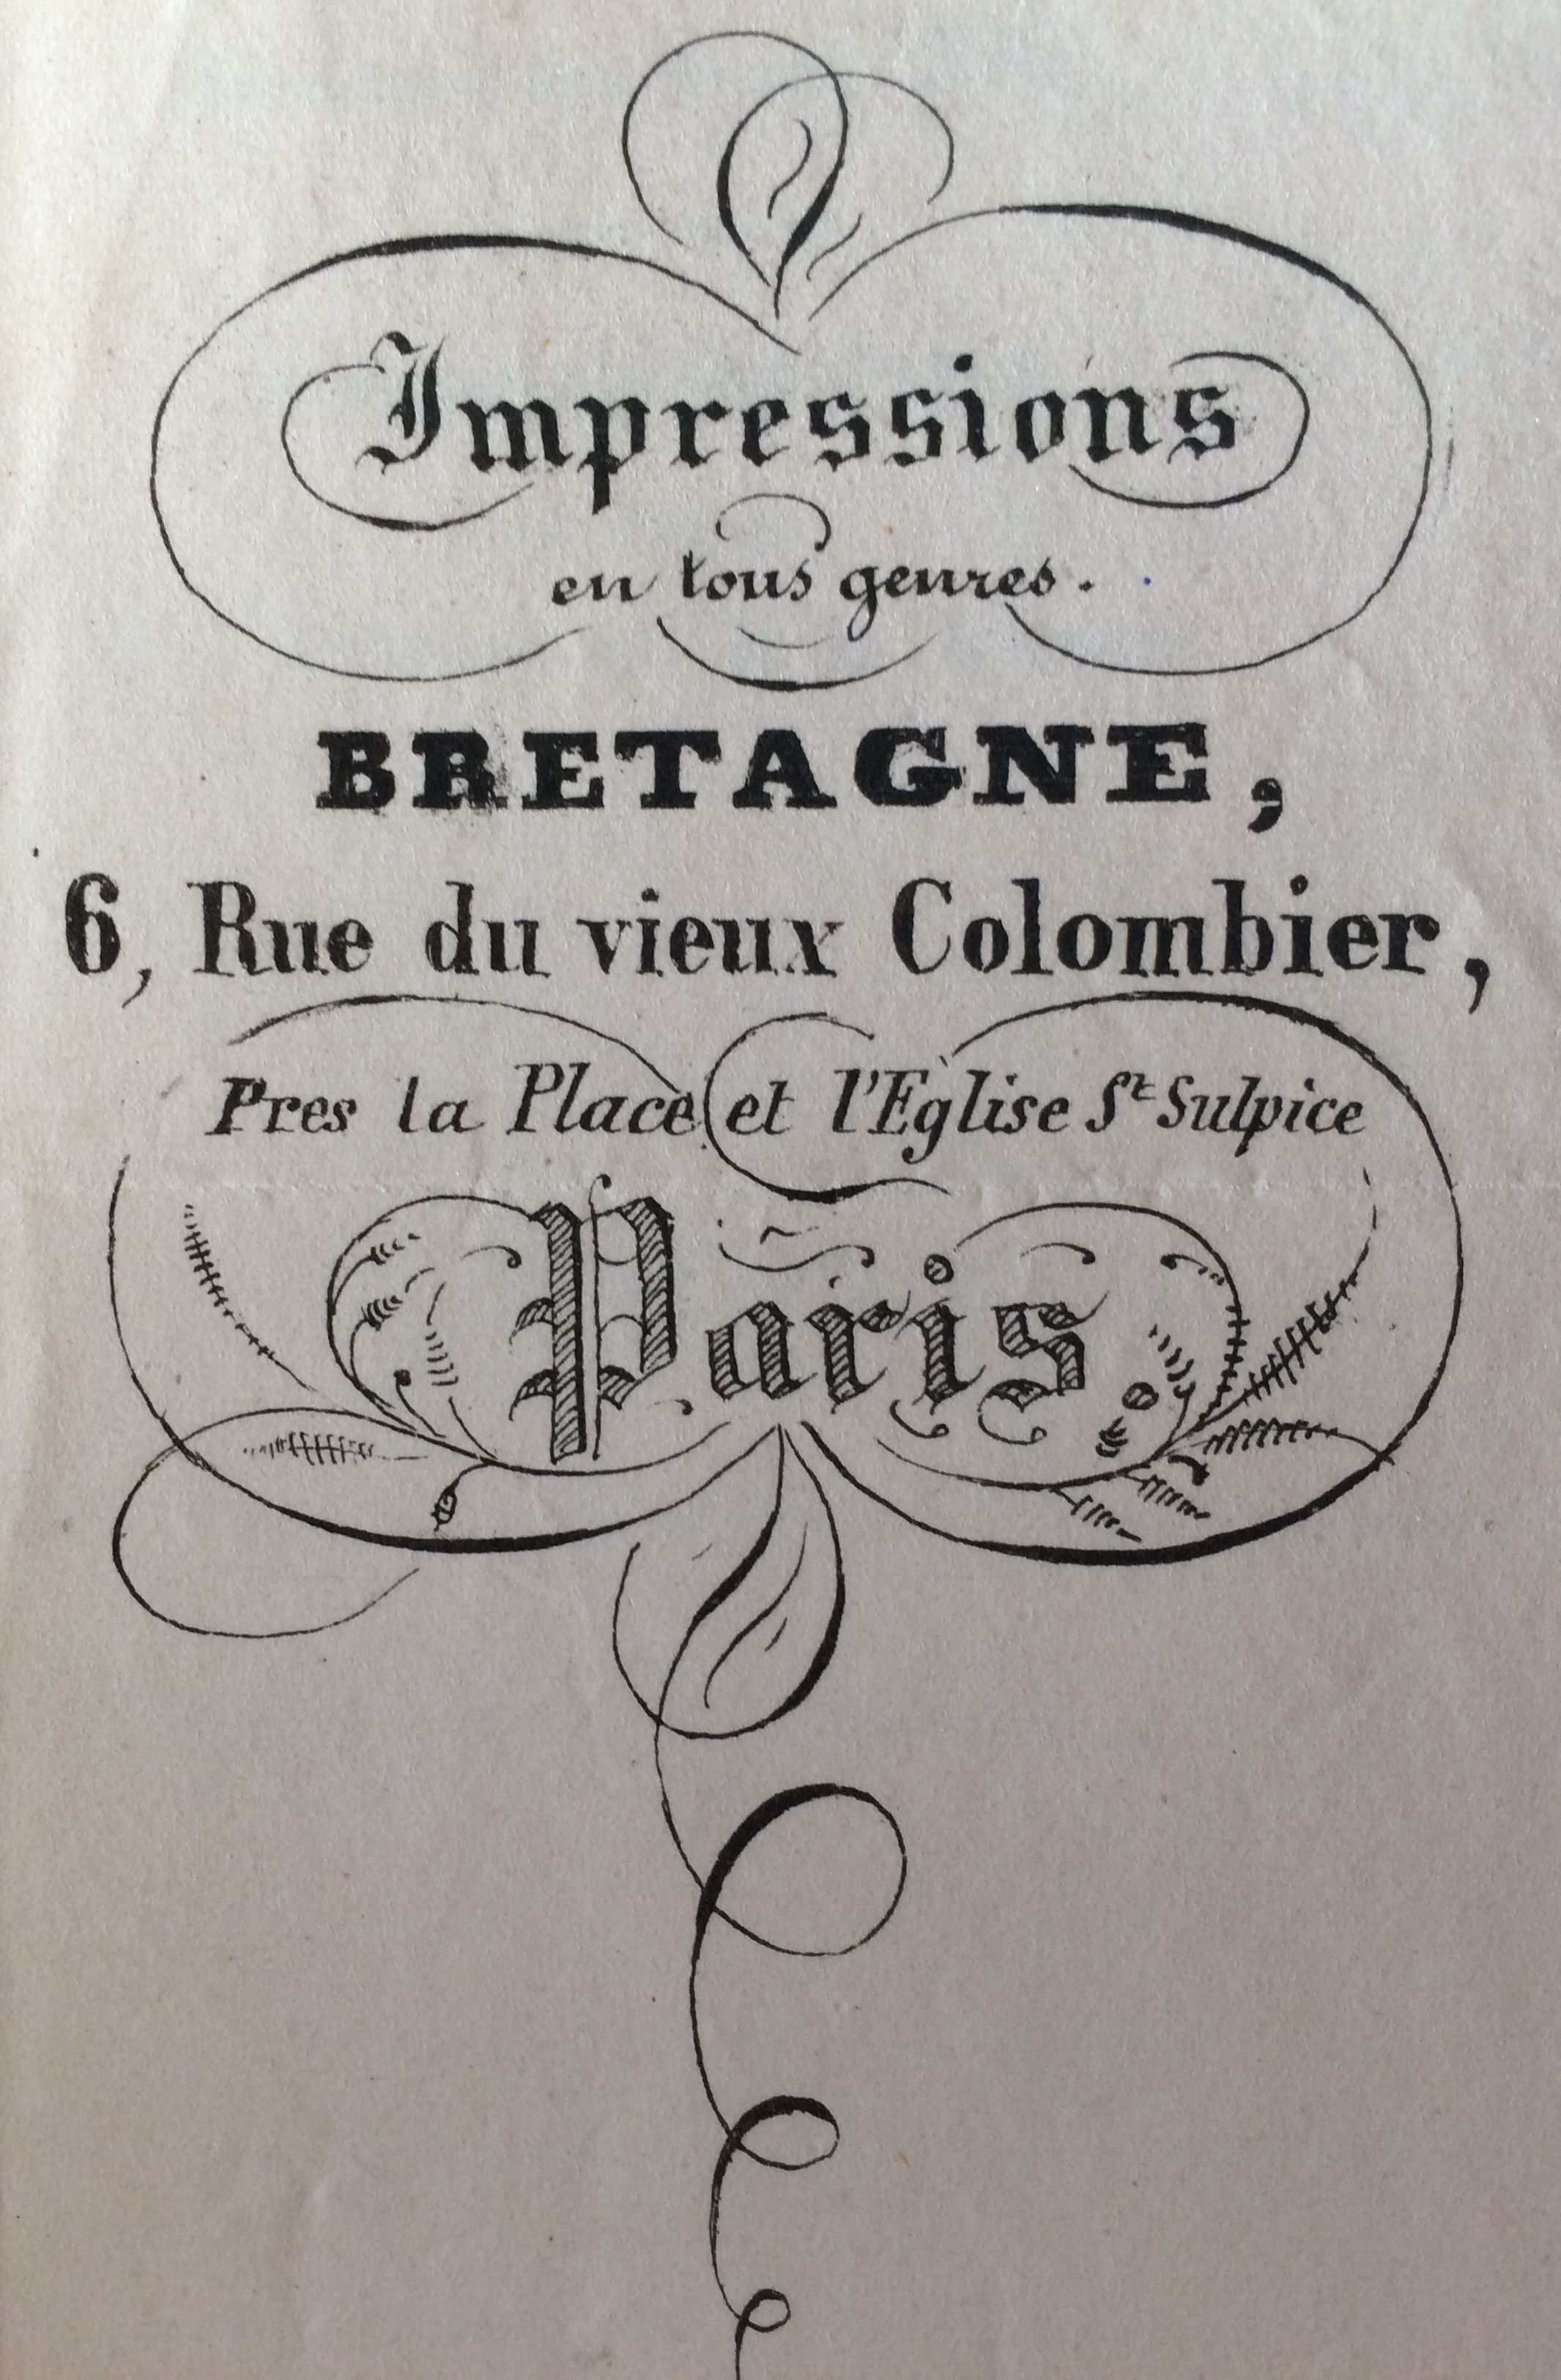 Impressions
en tous genres.
BRETAGNE,
6, Rue du vieux Colombier,
Pres la Place et l'Eglise St Sulpice
Paris